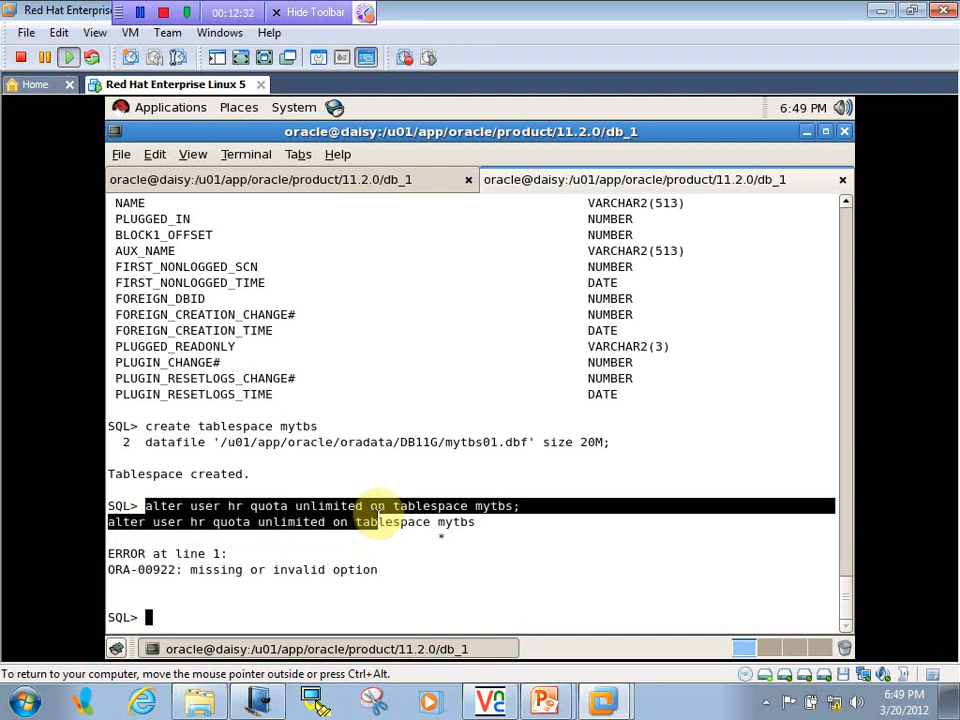 Red Hat Enterpris
00:12:32
Hide Toolbar
File Edit View VM Team Windows Help
Home
Red Hat Enterprise Linux 5
Applications Places System
6:49 PM
oracle@daisy:/u01/app/oracle/product/11.2.0/db_1
File Edit View Terminal Tabs Help
oracle@daisy:/u01/app/oracle/product/11.2.0/db_1
oracle@daisy:/u01/app/oracle/product/11.2.0/db_1
NAME VARCHAR2(513)
PLUGGED_IN NUMBER
BLOCK1_OFFSET NUMBER
AUX_NAME VARCHAR2(513)
FIRST_NONLOGGED_SCN NUMBER
FIRST_NONLOGGED_TIME DATE
FOREIGN_DBID NUMBER
FOREIGN_CREATION_CHANGE# NUMBER
FOREIGN_CREATION_TIME DATE
PLUGGED_READONLY VARCHAR2(3)
PLUGIN_CHANGE# NUMBER
PLUGIN_RESETLOGS_CHANGE# NUMBER
PLUGIN_RESETLOGS_TIME DATE
SQL> create tablespace mytbs
2 datafile '/u01/app/oracle/oradata/DB11G/mytbs01.dbf' size 20M;
Tablespace created.
SQL> alter user hr quota unlimited on tablespace mytbs;
alter user hr quota unlimited on tablespace mytbs
*
ERROR at line 1:
ORA-00922: missing or invalid option
SQL>
oracle@daisy:/u01/app/oracle/product/11.2.0/db_1
To return to your computer, move the mouse pointer outside or press Ctrl+Alt.
6:49 PM
3/20/2012